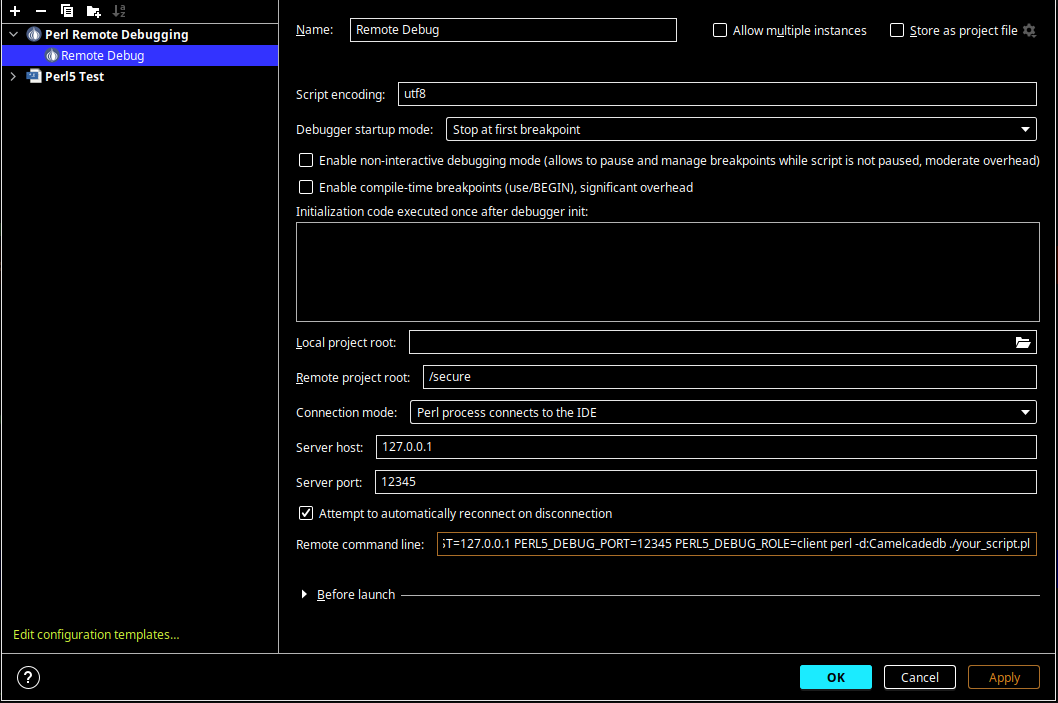 Perl Remote Debugging
Remote Debug
Perl5 Test
Edit configuration templates...
Name: Remote Debug Allow multiple instances Store as project file
Script encoding: utf8
Debugger startup mode: Stop at first breakpoint
Enable non-interactive debugging mode (allows to pause and manage breakpoints while script is not paused, moderate overhead)
Enable compile-time breakpoints (use/BEGIN), significant overhead
Initialization code executed once after debugger init:
Local project root:
Remote project root: /secure
Connection mode: Perl process connects to the IDE
Server host: 127.0.0.1
Server port: 12345
Attempt to automatically reconnect on disconnection
Remote command line: T=127.0.0.1 PERL5_DEBUG_PORT=12345 PERL5_DEBUG_ROLE=client perl -d:Camelcadedb ./your_script.pl
Before launch
? OK Cancel Apply